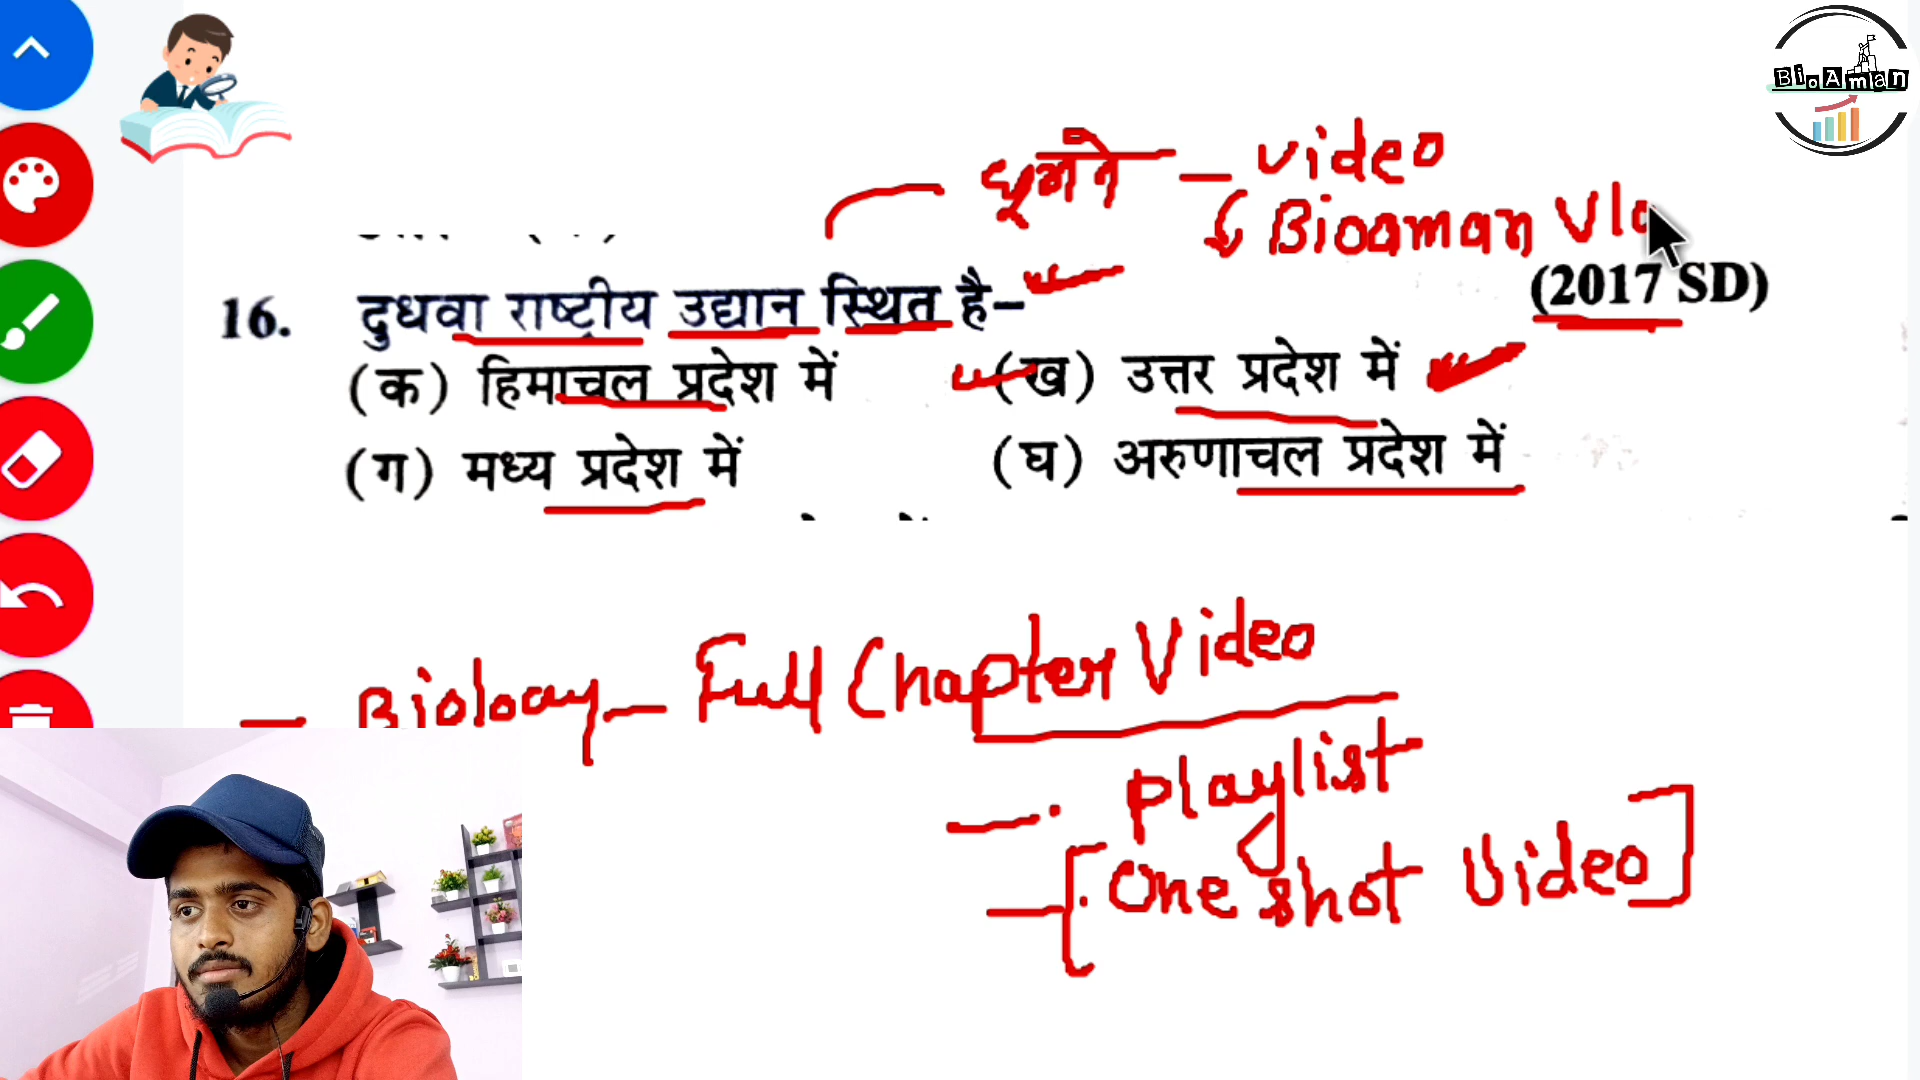 BioAman
घूमने - Video
Bioaman Vlo
16. दुधवा राष्ट्रीय उद्यान स्थित है- (2017 SD)
(क) हिमाचल प्रदेश में (ख) उत्तर प्रदेश में
(ग) मध्य प्रदेश में (घ) अरुणाचल प्रदेश में
- Biology - Full Chapter Video
- . Playlist
- [. One shot Video]